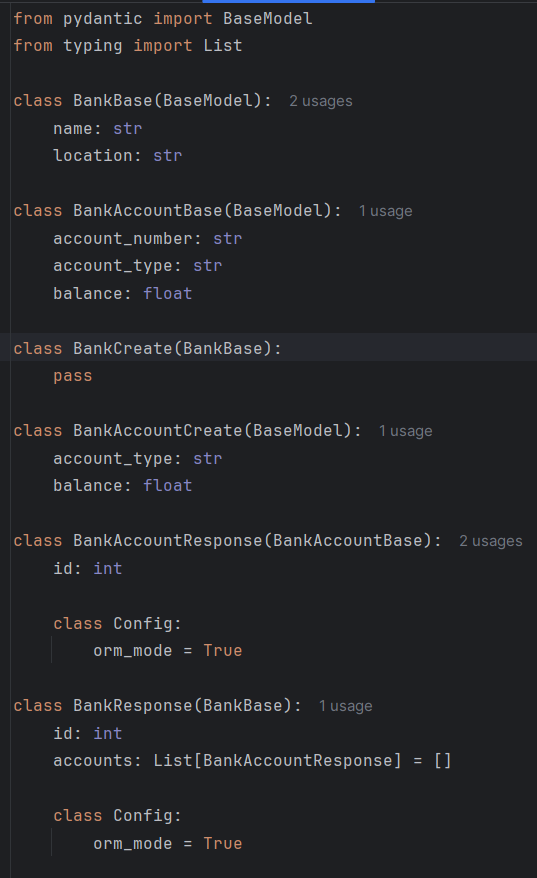 from pydantic import BaseModel
from typing import List
class BankBase(BaseModel): 2 usages
name: str
location: str
class BankAccountBase(BaseModel): 1 usage
account_number: str
account_type: str
balance: float
class BankCreate(BankBase):
pass
class BankAccountCreate(BaseModel): 1 usage
account_type: str
balance: float
class BankAccountResponse(BankAccountBase): 2 usages
id: int
class Config:
orm_mode = True
class BankResponse(BankBase): 1 usage
id: int
accounts: List[BankAccountResponse] = []
class Config:
orm_mode = True